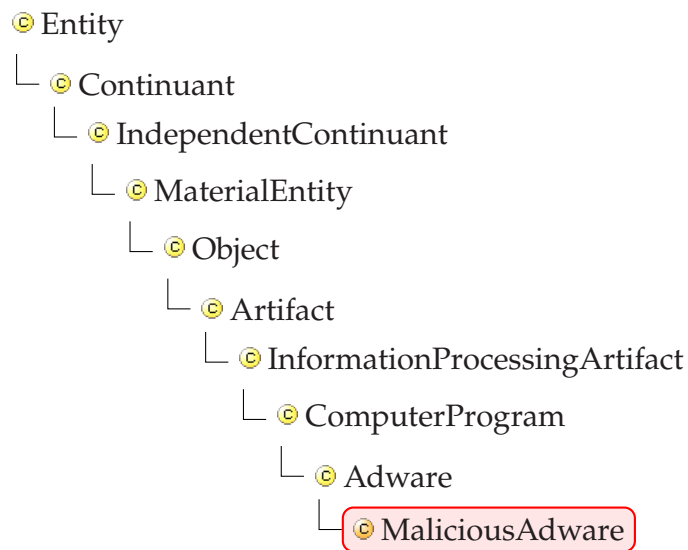 Entity
Continuant
IndependentContinuant
MaterialEntity
Object
Artifact
InformationProcessingArtifact
ComputerProgram
Adware
MaliciousAdware